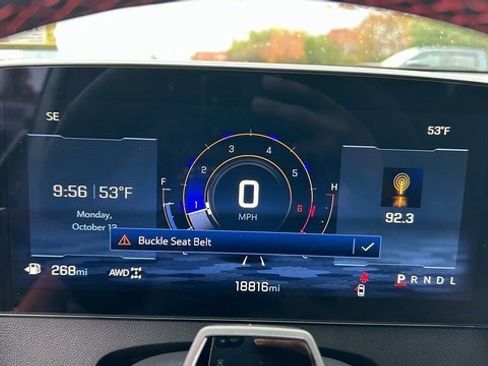 SE
53°F
3 4
2 5
1 6
F
H
0
MPH
9:56 53°F
Monday,
October
92.3
Buckle Seat Belt
268mi
AWD
18816mi
PRNDL